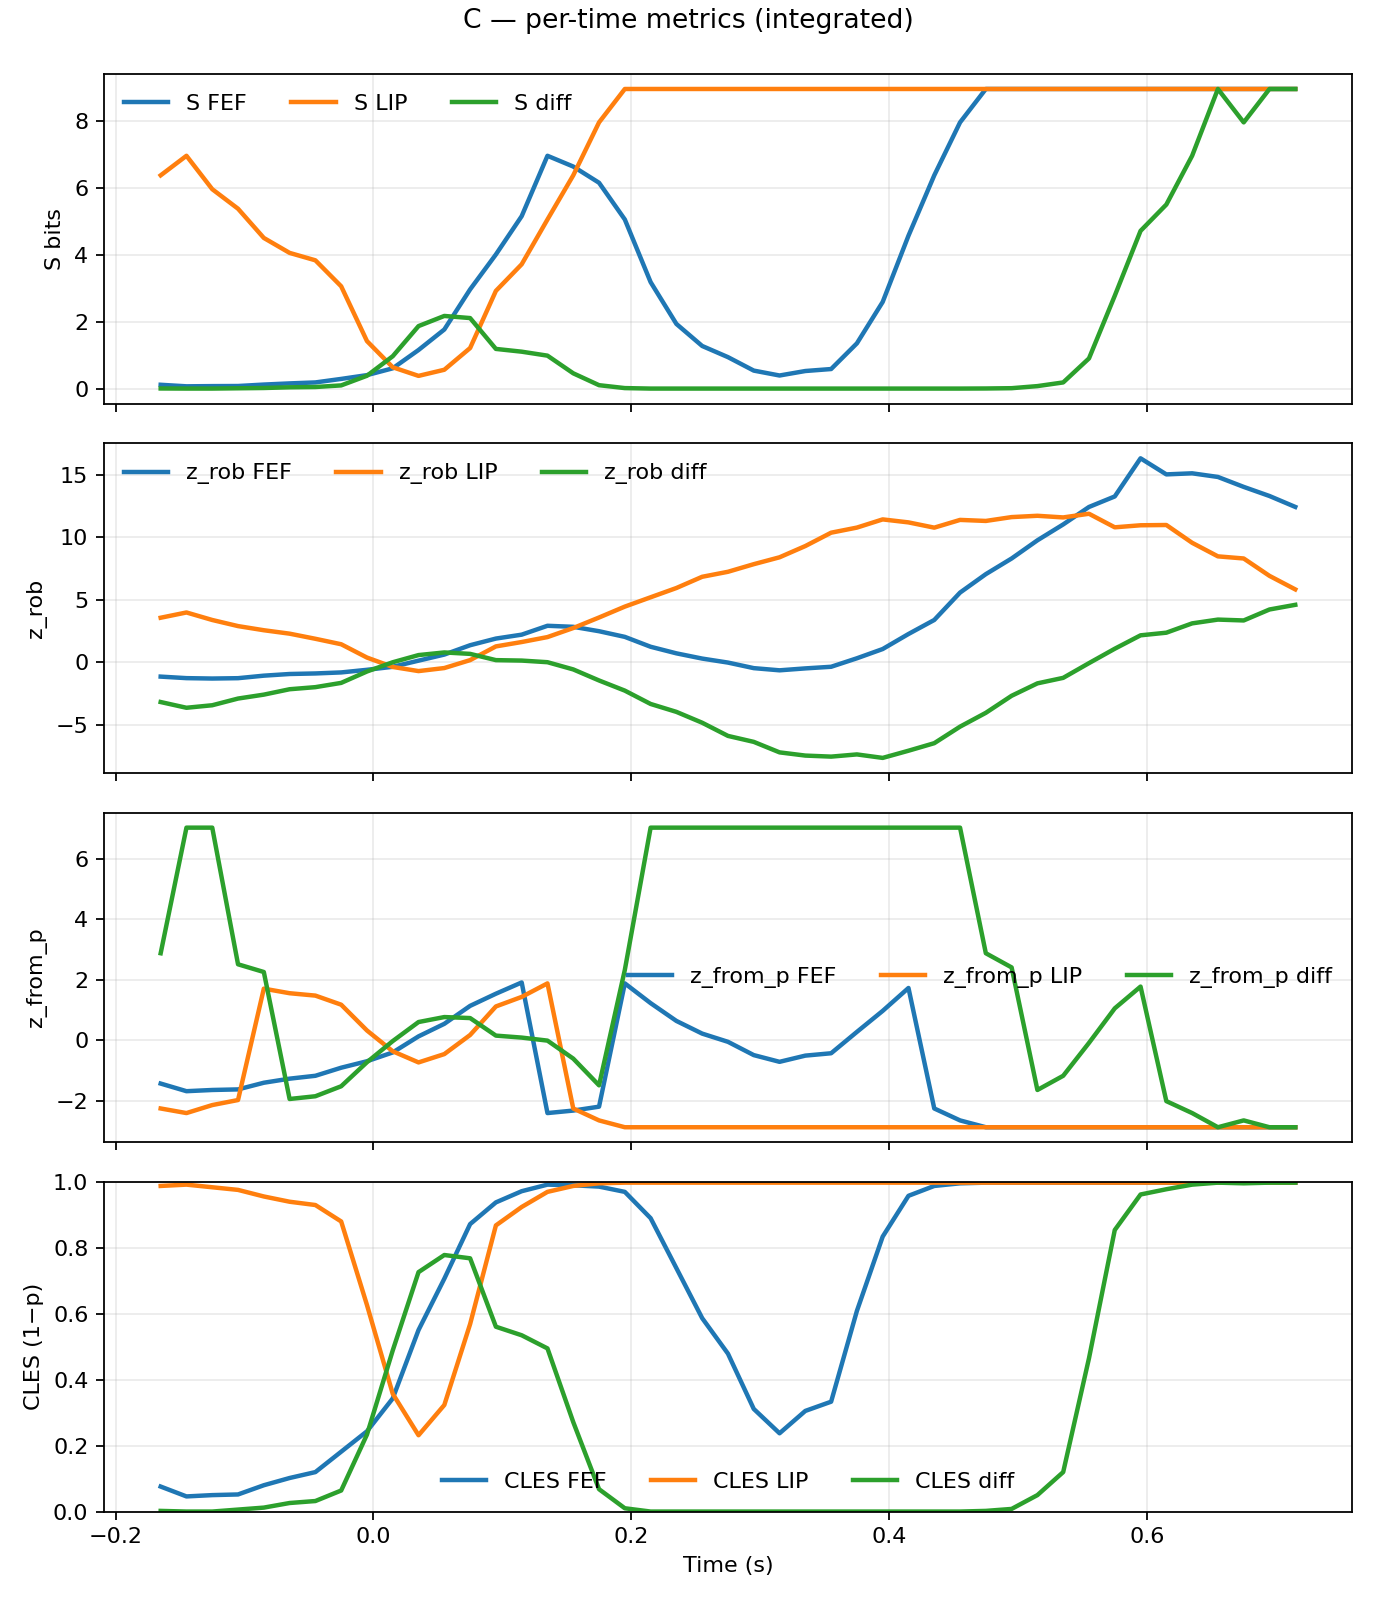 C — per-time metrics (integrated)
S FEF S LIP S diff
8
6
4
2
0
S bits
z_rob FEF z_rob LIP z_rob diff
15
10
5
0
−5
z_rob
6
4
2
0
−2
z_from_p
z_from_p FEF z_from_p LIP z_from_p diff
1.0
0.8
0.6
0.4
0.2
0.0
CLES (1−p)
CLES FEF CLES LIP CLES diff
−0.2 0.0 0.2 0.4 0.6
Time (s)